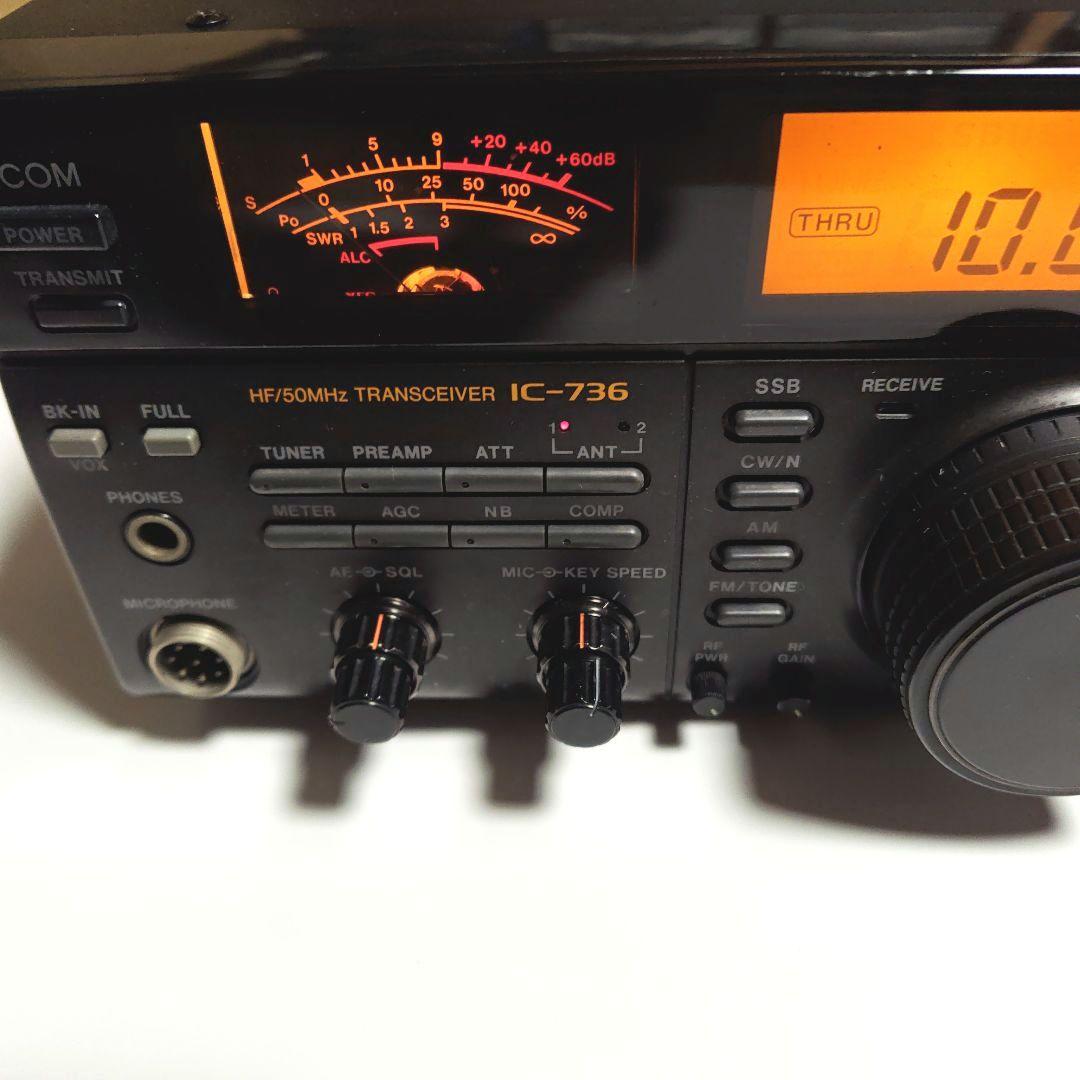 COM
POWER
TRANSMIT
1 5 9 +20 +40 +60dB
S
0 10 25 50 100 %
Po
SWR 1 1.5 2 3 ∞
ALC
THRU
10.
HF/50MHz TRANSCEIVER IC-736
BK-IN FULL
VOX
1 2
TUNER PREAMP ATT ANT
PHONES
METER AGC NB COMP
AF SQL MIC KEY SPEED
MICROPHONE
SSB RECEIVE
CW/N
AM
FM/TONE
RF PWR
RF GAIN